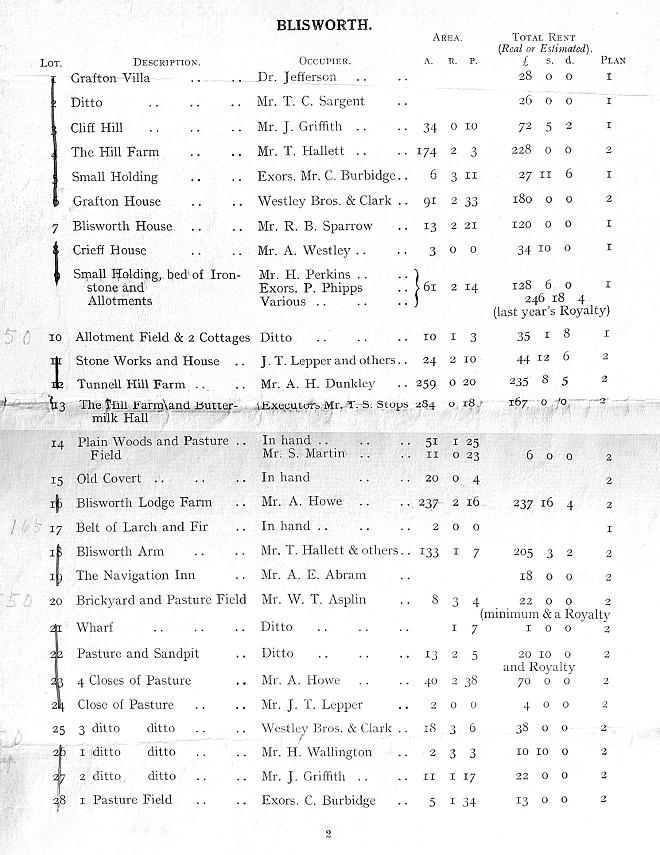 BLISWORTH.
AREA. TOTAL RENT
(Real or Estimated).
LOT. DESCRIPTION. OCCUPIER. A. R. P. £ s. d. PLAN
1 Grafton Villa .. .. Dr. Jefferson .. .. 28 0 0 1
2 Ditto .. .. .. Mr. T. C. Sargent .. 26 0 0 1
3 Cliff Hill .. .. .. Mr. J. Griffith .. .. 34 0 10 72 5 2 1
4 The Hill Farm .. .. Mr. T. Hallett .. .. 174 2 3 228 0 0 2
5 Small Holding .. .. Exors. Mr. C. Burbidge.. 6 3 11 27 11 6 1
6 Grafton House .. .. Westley Bros. & Clark .. 91 2 33 180 0 0 2
7 Blisworth House .. .. Mr. R. B. Sparrow .. 13 2 21 120 0 0 1
8 Crieff House .. .. Mr. A. Westley .. .. 3 0 0 34 10 0 1
Small Holding, bed of Iron- Mr. H. Perkins .. ..
stone and Exors. P. Phipps .. 61 2 14 128 6 0 1
Allotments Various .. .. .. 246 18 4
(last year's Royalty)
50 10 Allotment Field & 2 Cottages Ditto .. .. .. 10 1 3 35 1 8 1
11 Stone Works and House .. J. T. Lepper and others.. 24 2 10 44 12 6 2
12 Tunnell Hill Farm .. .. Mr. A. H. Dunkley .. 259 0 20 235 8 5 2
13 The Hill Farm and Butter- Executors Mr. T. S. Stops 284 0 18 167 0 0 2
milk Hall
14 Plain Woods and Pasture .. In hand .. .. .. 51 1 25
Field Mr. S. Martin .. .. 11 0 23 6 0 0 2
15 Old Covert .. .. In hand .. .. 20 0 4 2
16 Blisworth Lodge Farm .. Mr. A. Howe .. .. 237 2 16 237 16 4 2
165 17 Belt of Larch and Fir .. In hand .. .. .. 2 0 0 1
18 Blisworth Arm .. .. Mr. T. Hallett & others.. 133 1 7 205 3 2 2
19 The Navigation Inn .. Mr. A. E. Abram .. 18 0 0 2
50 20 Brickyard and Pasture Field Mr. W. T. Asplin .. 8 3 4 22 0 0 2
(minimum & a Royalty
21 Wharf .. .. .. Ditto .. .. .. 1 7 1 0 0 2
22 Pasture and Sandpit .. Ditto .. .. .. 13 2 5 20 10 0 2
and Royalty
23 4 Closes of Pasture .. Mr. A. Howe .. .. 40 2 38 70 0 0 2
24 Close of Pasture .. Mr. J. T. Lepper .. 2 0 0 4 0 0 2
25 3 ditto ditto .. Westley Bros. & Clark .. 18 3 6 38 0 0 2
26 1 ditto ditto .. Mr. H. Wallington .. 2 3 3 10 10 0 2
27 2 ditto ditto .. Mr. J. Griffith .. .. 11 1 17 22 0 0 2
28 1 Pasture Field .. .. Exors. C. Burbidge .. 5 1 34 13 0 0 2
2